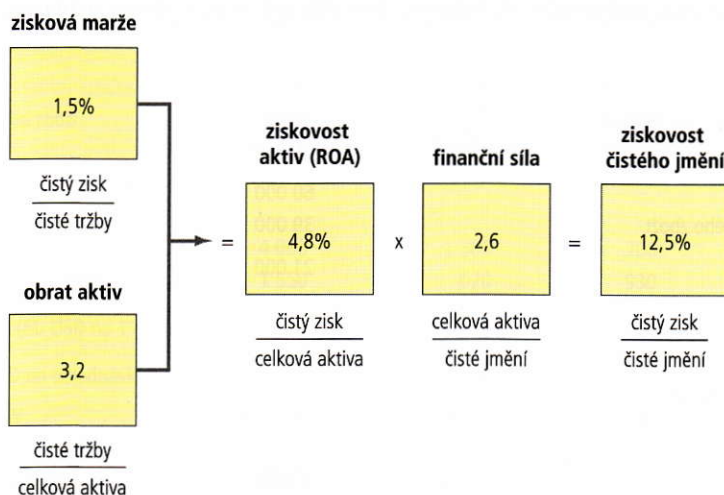 zisková marže
1,5%
čistý zisk
čisté tržby
obrat aktiv
3,2
čisté tržby
celková aktiva
=
ziskovost
aktiv (ROA)
4,8%
čistý zisk
celková aktiva
x
finanční síla
2,6
celková aktiva
čisté jmění
=
ziskovost
čistého jmění
12,5%
čistý zisk
čisté jmění